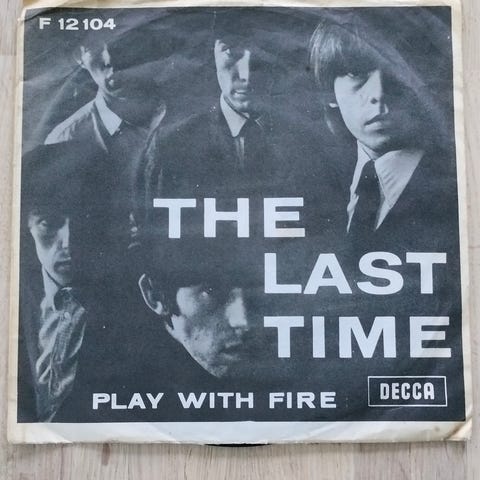 F 12 104
THE
LAST
TIME
PLAY WITH FIRE
DECCA